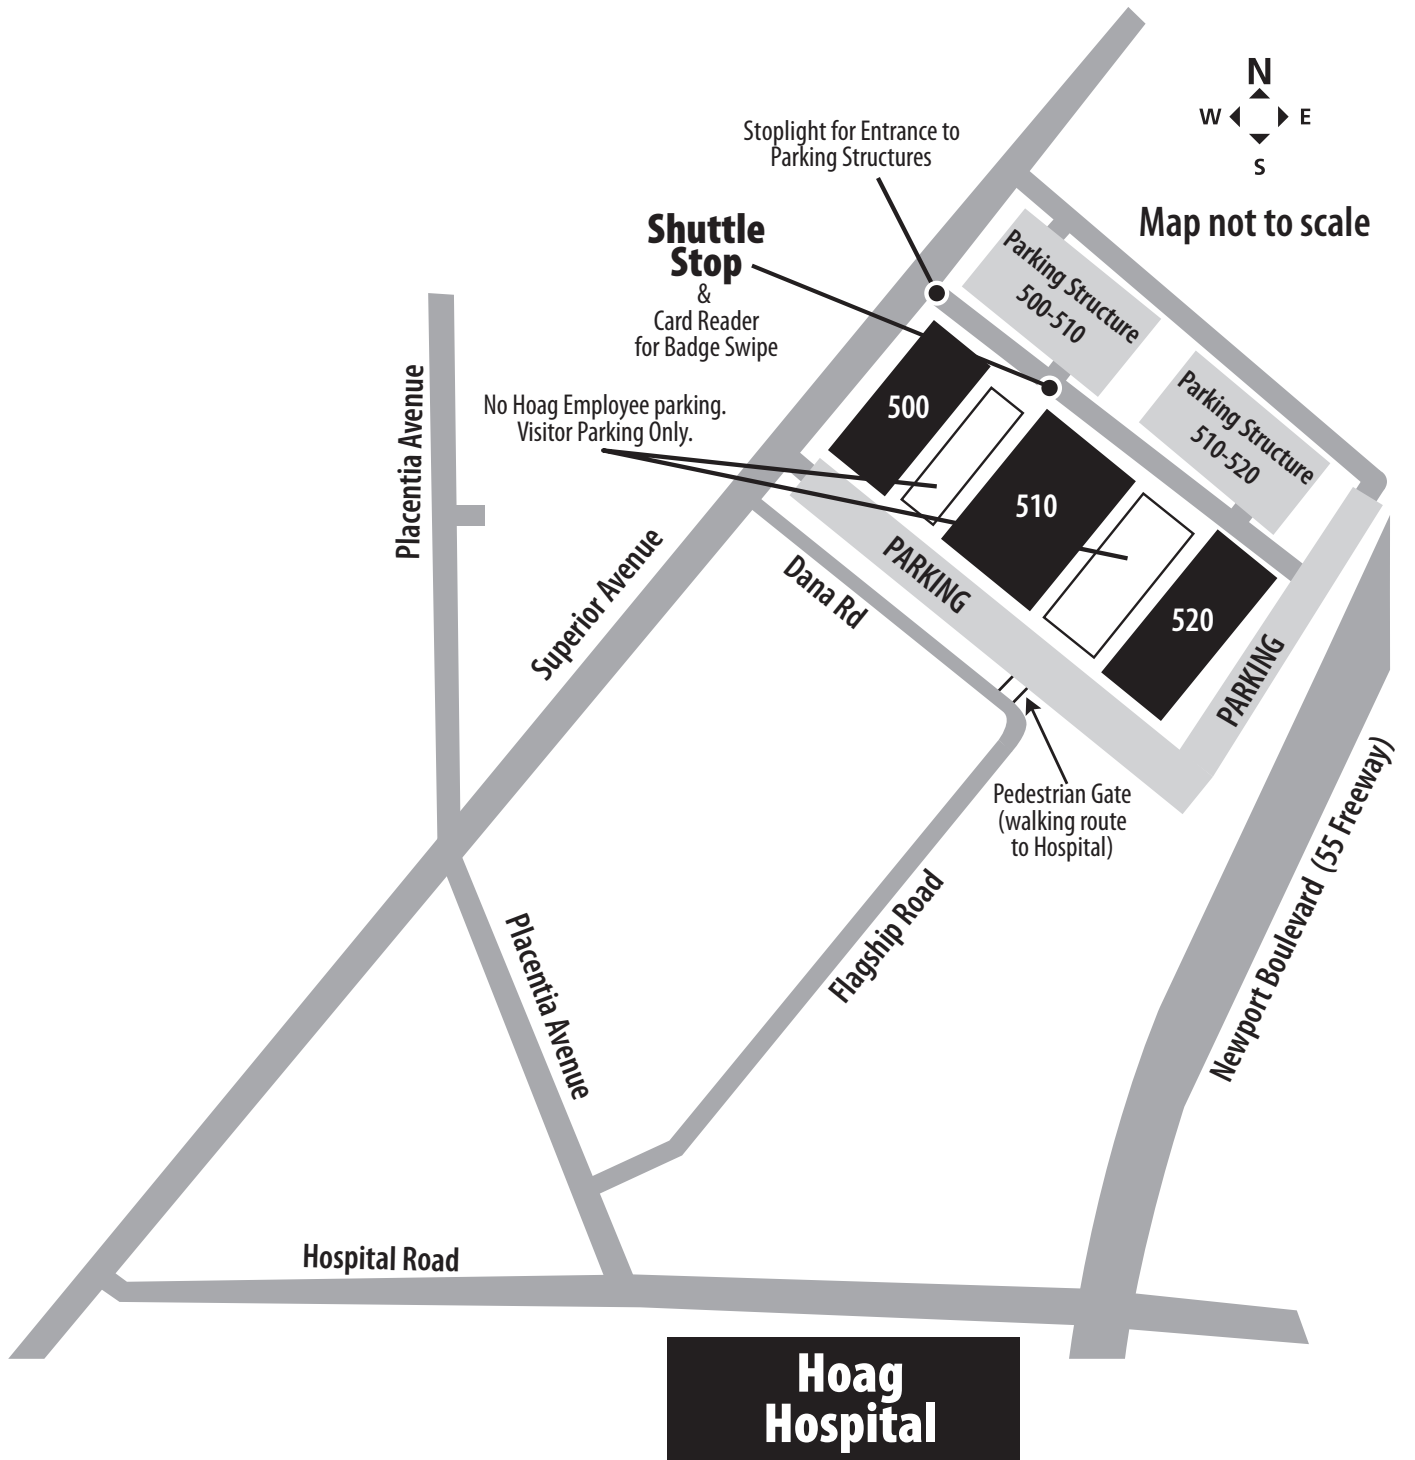 N
W
E
S
Map not to scale
Stoplight for Entrance to
Parking Structures
Shuttle
Stop
&
Card Reader
for Badge Swipe
No Hoag Employee parking.
Visitor Parking Only.
Parking Structure
500-510
Parking Structure
510-520
500
510
520
PARKING
PARKING
Placentia Avenue
Superior Avenue
Dana Rd
Pedestrian Gate
(walking route
to Hospital)
Flagship Road
Newport Boulevard (55 Freeway)
Placentia Avenue
Hospital Road
Hoag
Hospital